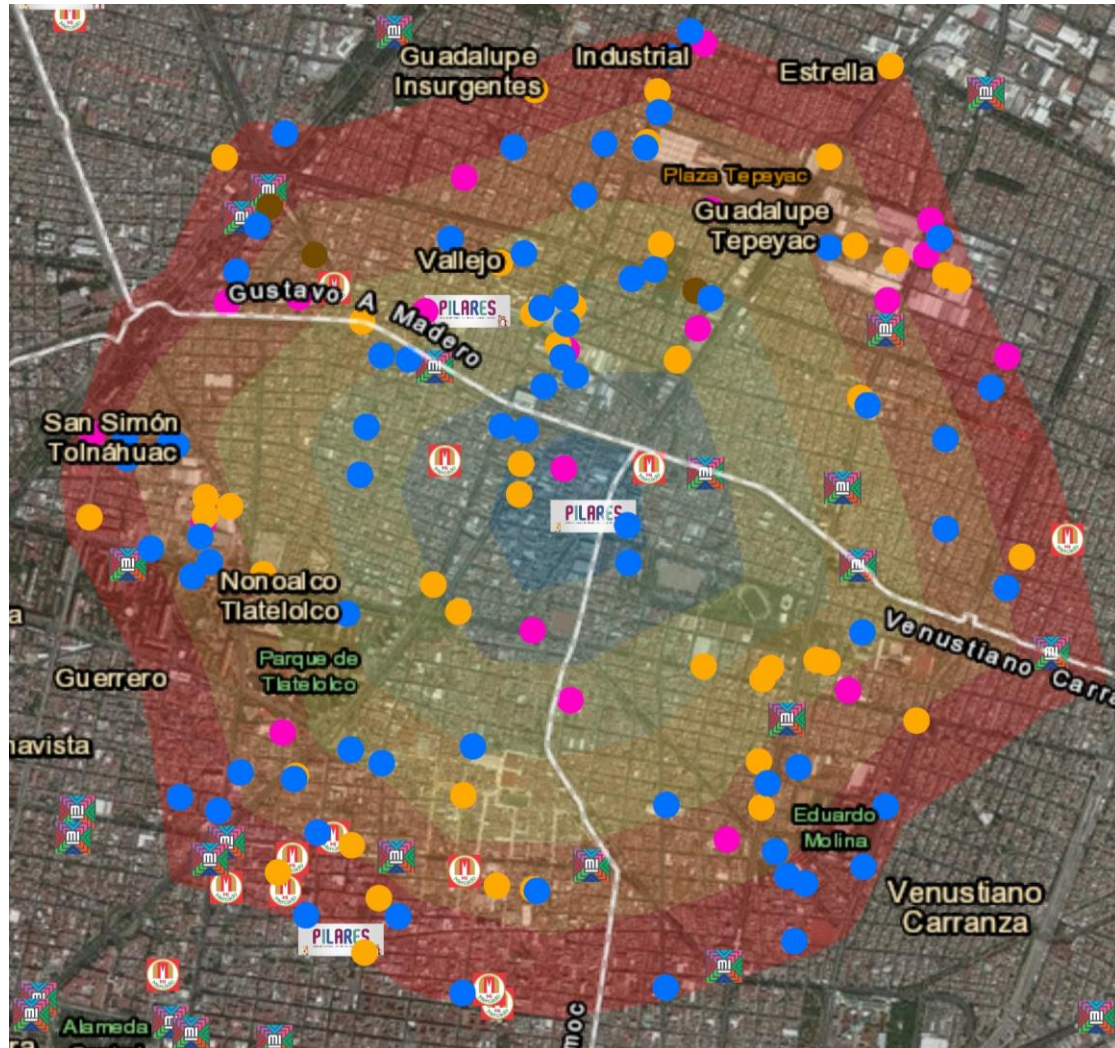 Guadalupe
Insurgentes
Industrial
Estrella
Plaza Tepeyac
Guadalupe
Tepeyac
Vallejo
Gustavo A Madero
PILARES
San Simón
Tolnáhuac
PILARES
Nonoalco
Tlatelolco
Venustiano Carra
Parque de
Tlatelolco
Guerrero
navista
Eduardo
Molina
Venustiano
Carranza
PILARES
Alameda
moc